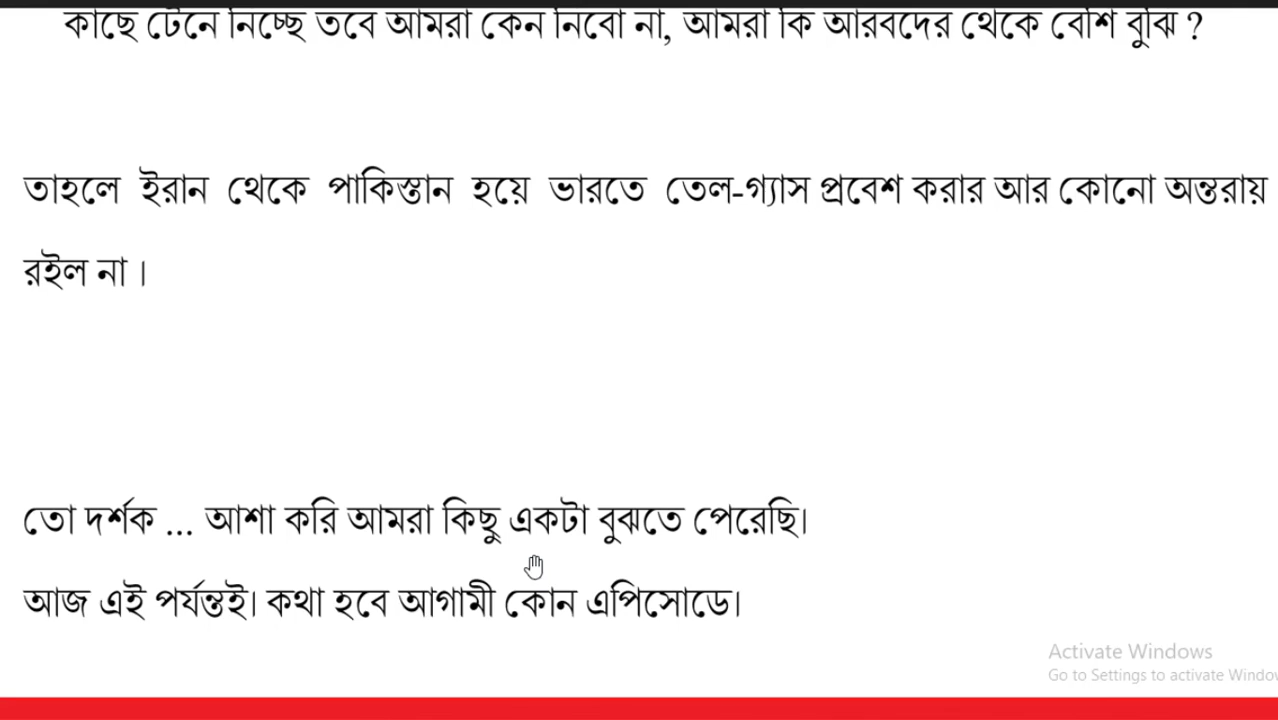 কাছে টেনে নিচ্ছে তবে আমরা কেন নিবো না, আমরা কি আরবদের থেকে বেশি বুঝি ?
তাহলে ইরান থেকে পাকিস্তান হয়ে ভারতে তেল-গ্যাস প্রবেশ করার আর কোনো অন্তরায়
রইল না ।
তো দর্শক ... আশা করি আমরা কিছু একটা বুঝতে পেরেছি।
আজ এই পর্যন্তই। কথা হবে আগামী কোন এপিসোডে।
Activate Windows
Go to Settings to activate Windo